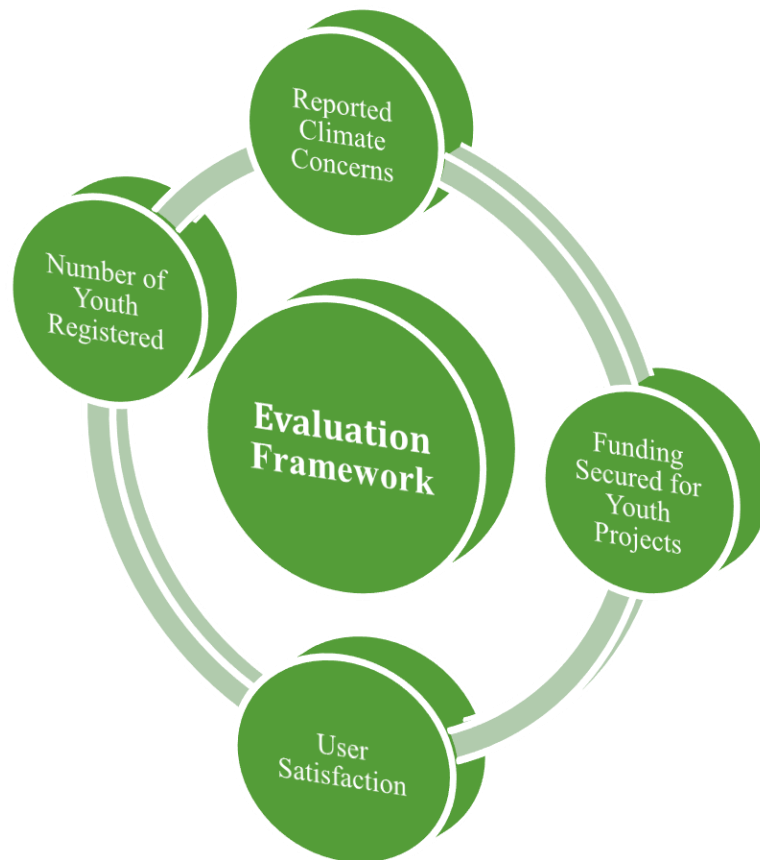 Reported
Climate
Concerns
Number of
Youth
Registered
Evaluation
Framework
Funding
Secured for
Youth
Projects
User
Satisfaction